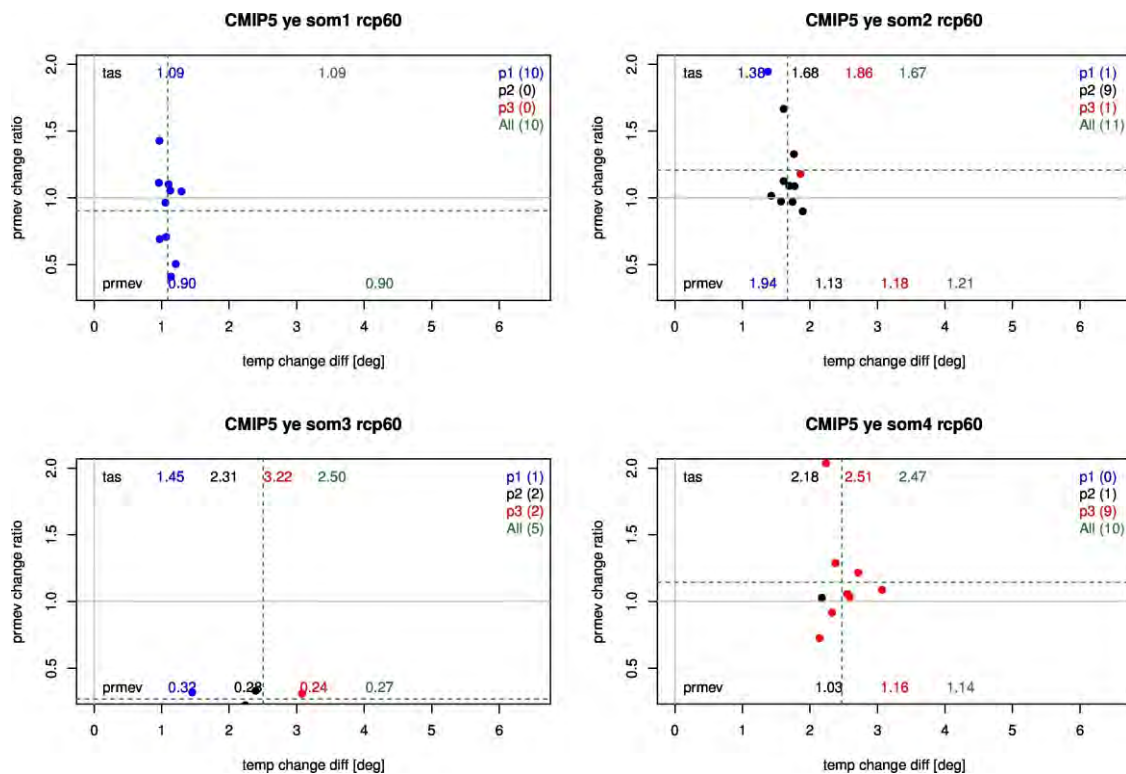 CMIP5 ye som1 rcp60
prmev change ratio
2.0
1.5
1.0
0.5
tas 1.09 1.09
p1 (10)
p2 (0)
p3 (0)
All (10)
prmev 0.90 0.90
0 1 2 3 4 5 6
temp change diff [deg]
CMIP5 ye som2 rcp60
prmev change ratio
2.0
1.5
1.0
0.5
tas 1.38 1.68 1.86 1.67
p1 (1)
p2 (9)
p3 (1)
All (11)
prmev 1.94 1.13 1.18 1.21
0 1 2 3 4 5 6
temp change diff [deg]
CMIP5 ye som3 rcp60
prmev change ratio
2.0
1.5
1.0
0.5
tas 1.45 2.31 3.22 2.50
p1 (1)
p2 (2)
p3 (2)
All (5)
prmev 0.32 0.28 0.24 0.27
0 1 2 3 4 5 6
temp change diff [deg]
CMIP5 ye som4 rcp60
prmev change ratio
2.0
1.5
1.0
0.5
tas 2.18 2.51 2.47
p1 (0)
p2 (1)
p3 (9)
All (10)
prmev 1.03 1.16 1.14
0 1 2 3 4 5 6
temp change diff [deg]